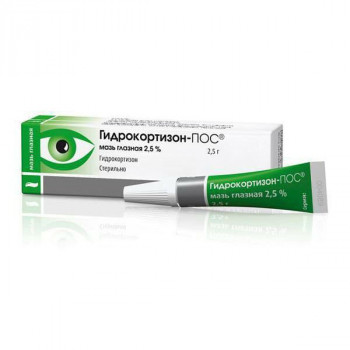 мазь глазная
Гидрокортизон-ПОС®
мазь глазная 2,5 %
2,5 г
Гидрокортизон
Стерильно
Гидрокортизон-ПОС®
мазь глазная 2,5 %